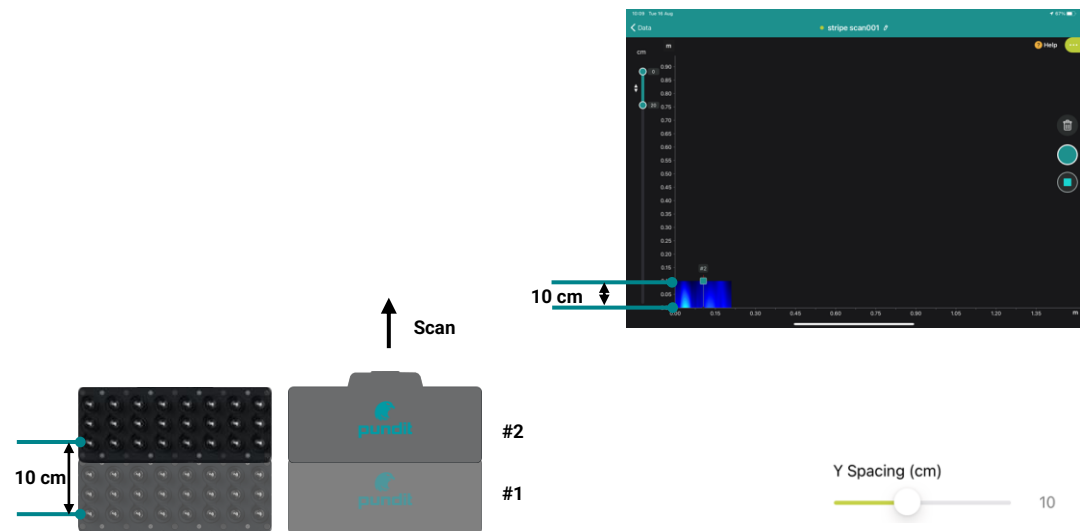 10:09 Tue 16 Aug
67%
Data
stripe scan001
Help
cm
m
0
20
0.90
0.85
0.80
0.75
0.70
0.65
0.60
0.55
0.50
0.45
0.40
0.35
0.30
0.25
0.20
0.15
#2
0.05
10 cm
0.00 0.15 0.30 0.45 0.60 0.75 0.90 1.05 1.20 1.35 m
Scan
pundit
#2
10 cm
pundit
#1
Y Spacing (cm)
10